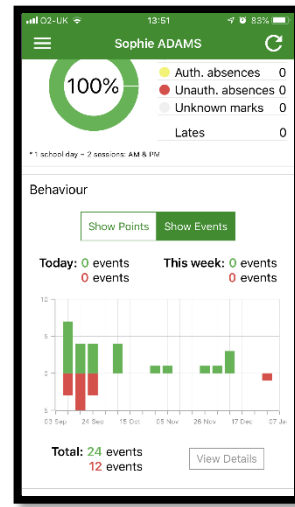 O2-UK 13:51 83%
Sophie ADAMS
100%
Auth. absences 0
Unauth. absences 0
Unknown marks 0
Lates 0
* 1 school day = 2 sessions: AM & PM
Behaviour
Show Points Show Events
Today: 0 events This week: 0 events
0 events 0 events
10
5
0
5
03 Sep 24 Sep 15 Oct 05 Nov 26 Nov 17 Dec 07 Ja
Total: 24 events
12 events
View Details